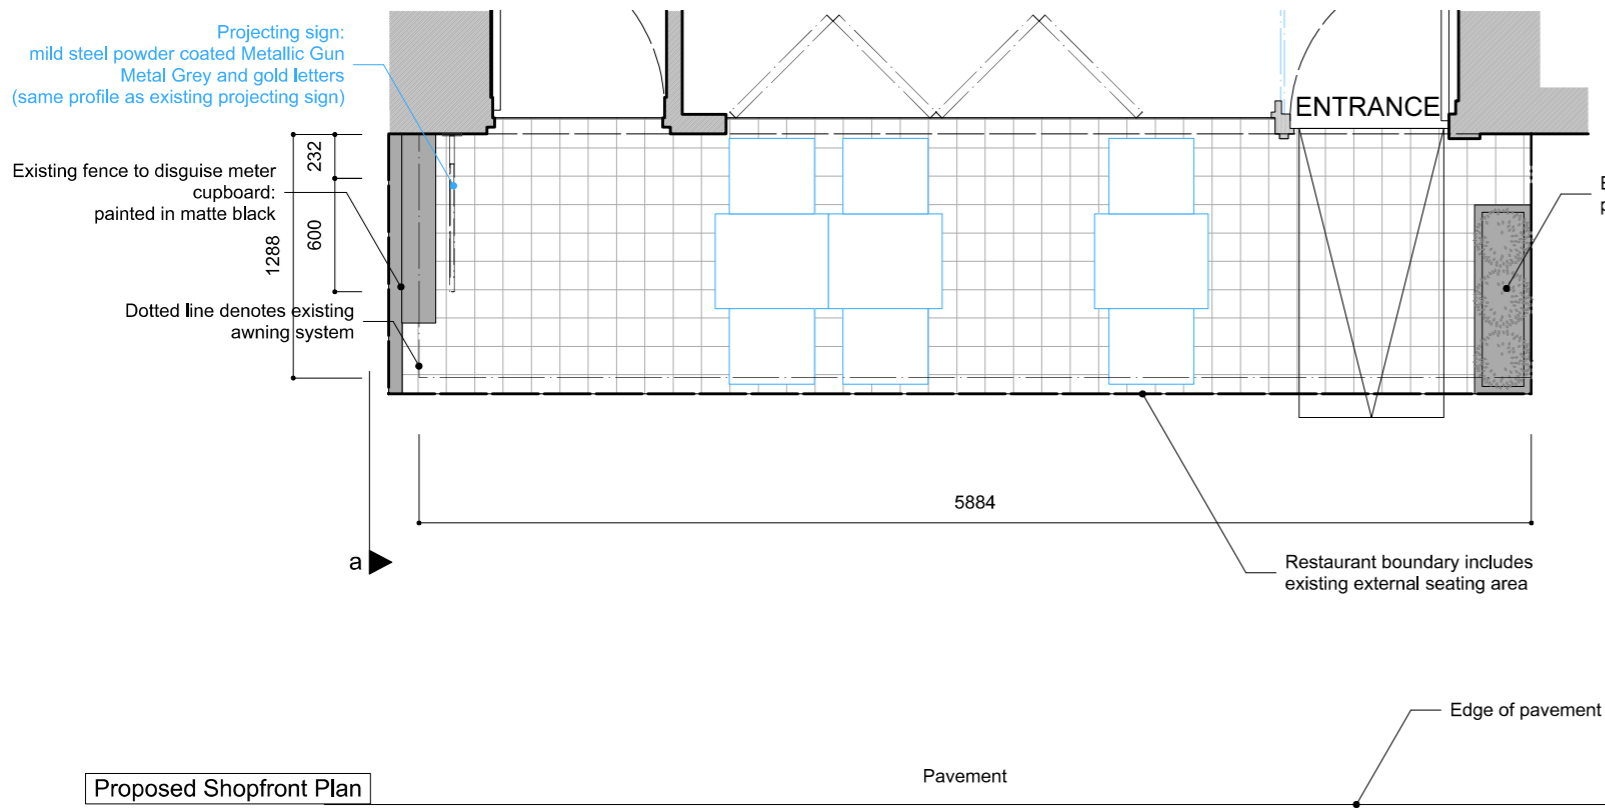 Projecting sign:
mild steel powder coated Metallic Gun
Metal Grey and gold letters
(same profile as existing projecting sign)
ENTRANCE
232
Existing fence to disguise meter
cupboard:
painted in matte black
600
1288
Dotted line denotes existing
awning system
5884
a
Restaurant boundary includes
existing external seating area
Edge of pavement
Pavement
Proposed Shopfront Plan